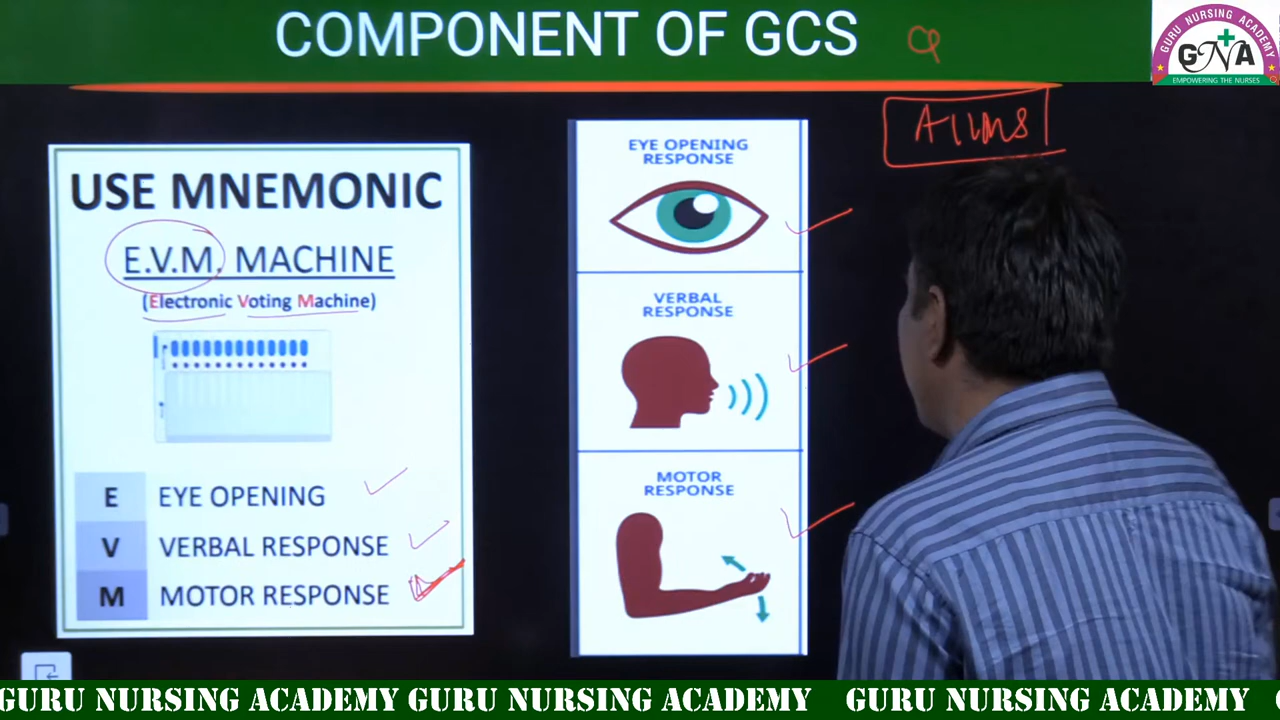 COMPONENT OF GCS
GURU NURSING ACADEMY
GNA
EMPOWERING THE NURSES
AIIMS
USE MNEMONIC
E.V.M. MACHINE
(Electronic Voting Machine)
E EYE OPENING
V VERBAL RESPONSE
M MOTOR RESPONSE
EYE OPENING
RESPONSE
VERBAL
RESPONSE
MOTOR
RESPONSE
GURU NURSING ACADEMY GURU NURSING ACADEMY GURU NURSING ACADEMY